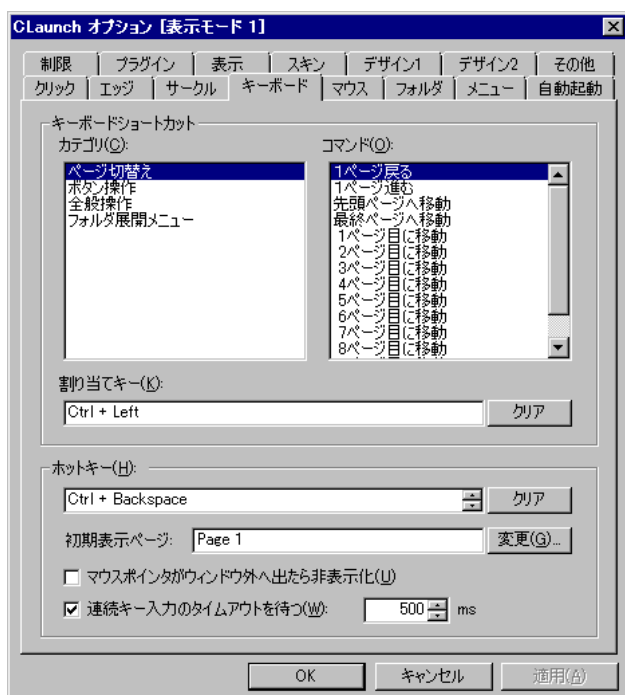 CLaunch オプション [表示モード 1]
制限 プラグイン 表示 スキン デザイン1 デザイン2 その他
クリック エッジ サークル キーボード マウス フォルダ メニュー 自動起動
キーボードショートカット
カテゴリ(C):
ページ切替え
ボタン操作
全般操作
フォルダ展開メニュー
コマンド(O):
1ページ戻る
1ページ進む
先頭ページへ移動
最終ページへ移動
1ページ目に移動
2ページ目に移動
3ページ目に移動
4ページ目に移動
5ページ目に移動
6ページ目に移動
7ページ目に移動
8ページ目に移動
割り当てキー(K):
Ctrl + Left クリア
ホットキー(H):
Ctrl + Backspace クリア
初期表示ページ: Page 1 変更(G)...
マウスポインタがウィンドウ外へ出たら非表示化(U)
連続キー入力のタイムアウトを待つ(W): 500 ms
OK キャンセル 適用(A)